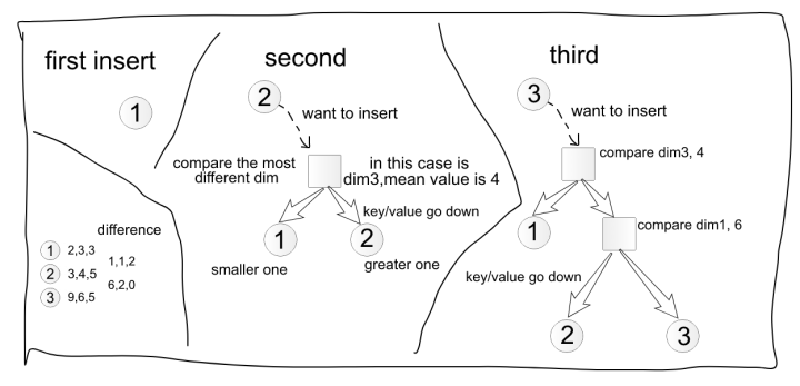 first insert
1
difference
1 2,3,3
1,1,2
2 3,4,5
6,2,0
3 9,6,5
second
2
want to insert
compare the most
different dim
in this case is
dim3,mean value is 4
key/value go down
1
2
smaller one
greater one
third
3
want to insert
compare dim3, 4
1
compare dim1, 6
key/value go down
2
3